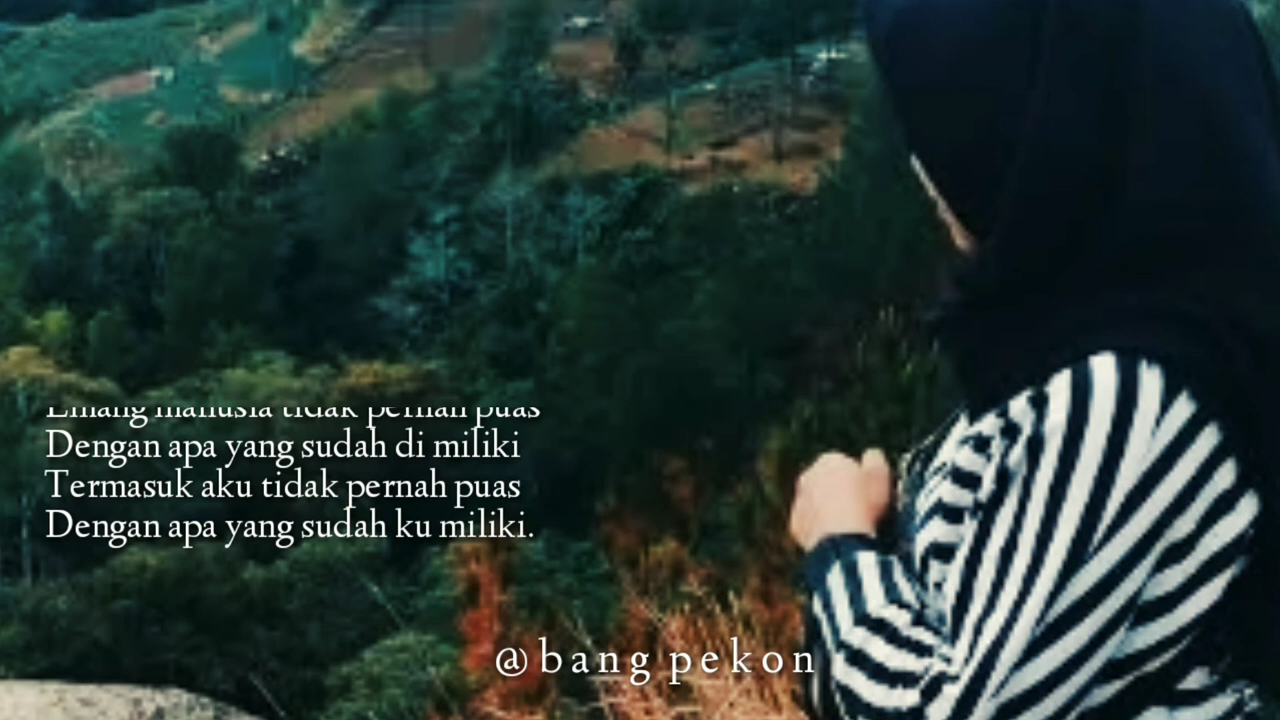 Emang manusia tidak pernah puas
Dengan apa yang sudah di miliki
Termasuk aku tidak pernah puas
Dengan apa yang sudah ku miliki.
@bang pekon